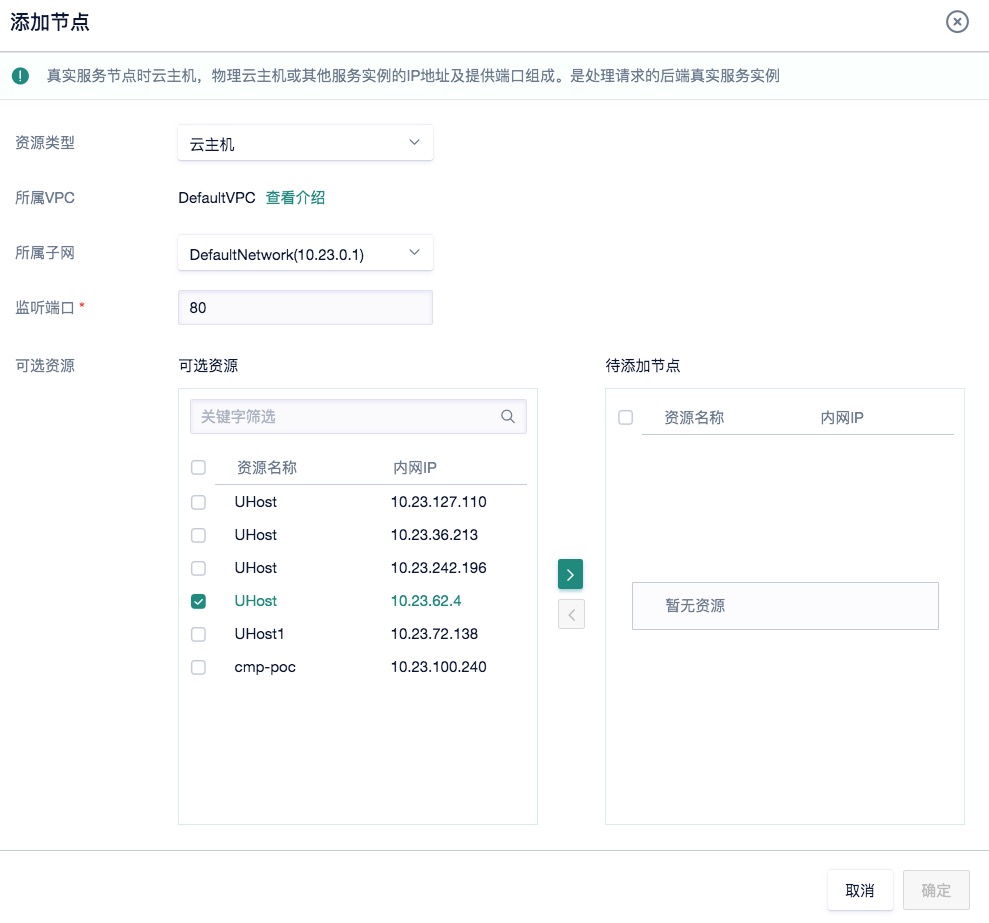 添加节点
真实服务节点时云主机，物理云主机或其他服务实例的IP地址及提供端口组成。是处理请求的后端真实服务实例
资源类型 云主机
所属VPC DefaultVPC 查看介绍
所属子网 DefaultNetwork(10.23.0.1)
监听端口 * 80
可选资源 可选资源 待添加节点
关键字筛选
资源名称 内网IP
资源名称 内网IP
UHost 10.23.127.110
UHost 10.23.36.213
UHost 10.23.242.196
UHost 10.23.62.4
UHost1 10.23.72.138
cmp-poc 10.23.100.240
暂无资源
取消 确定